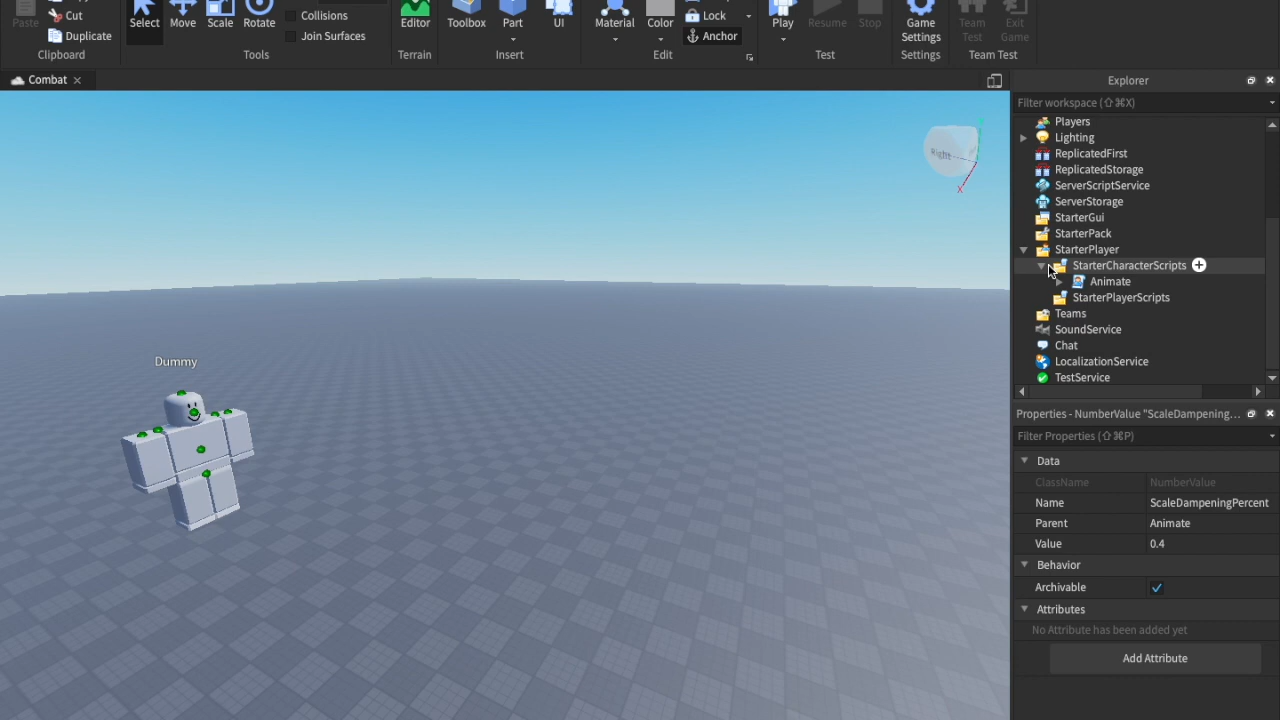 Paste
Cut
Duplicate
Clipboard
Select
Move
Scale
Rotate
Collisions
Join Surfaces
Tools
Editor
Terrain
Toolbox
Part
UI
Insert
Material
Color
Lock
Anchor
Edit
Play
Resume
Stop
Test
Game
Settings
Settings
Team
Test
Exit
Game
Team Test
Combat
Right
X
Dummy
Explorer
Filter workspace (⇧⌘X)
Players
Lighting
ReplicatedFirst
ReplicatedStorage
ServerScriptService
ServerStorage
StarterGui
StarterPack
StarterPlayer
StarterCharacterScripts
Animate
StarterPlayerScripts
Teams
SoundService
Chat
LocalizationService
TestService
Properties - NumberValue "ScaleDampening...
Filter Properties (⇧⌘P)
Data
ClassName NumberValue
Name ScaleDampeningPercent
Parent Animate
Value 0.4
Behavior
Archivable
Attributes
No Attribute has been added yet
Add Attribute